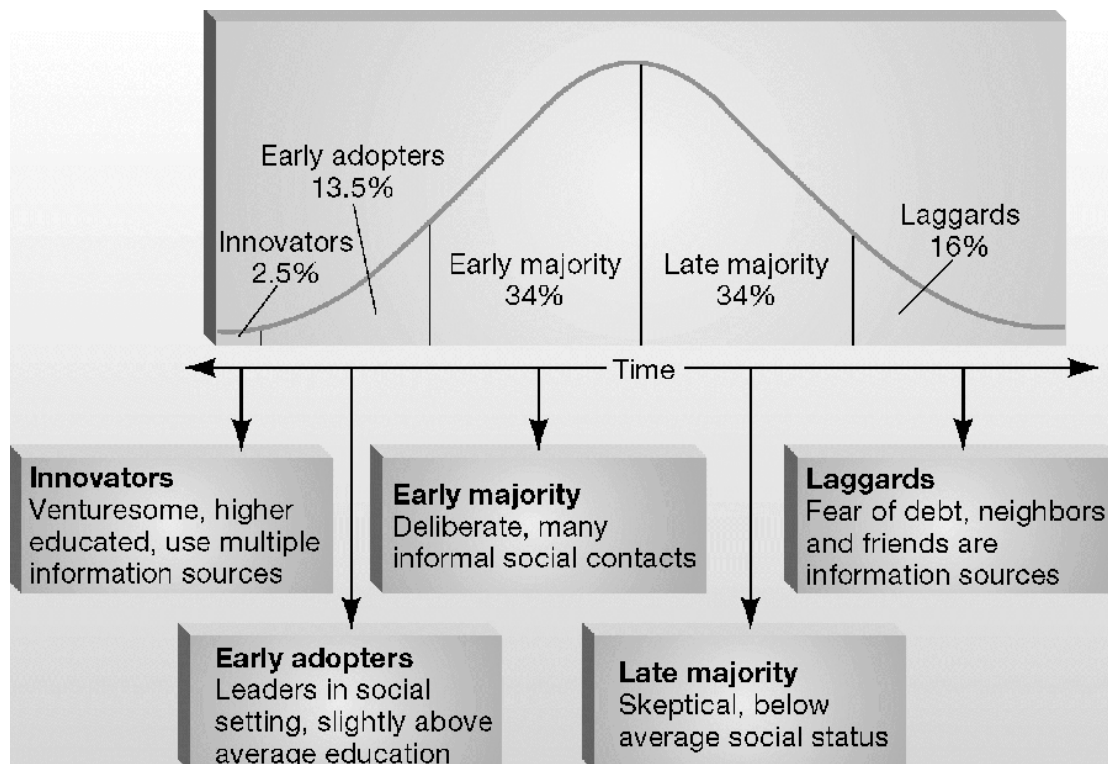 Early adopters
13.5%
Innovators
2.5%
Early majority
34%
Late majority
34%
Laggards
16%
Time
Innovators
Venturesome, higher
educated, use multiple
information sources
Early majority
Deliberate, many
informal social contacts
Laggards
Fear of debt, neighbors
and friends are
information sources
Early adopters
Leaders in social
setting, slightly above
average education
Late majority
Skeptical, below
average social status